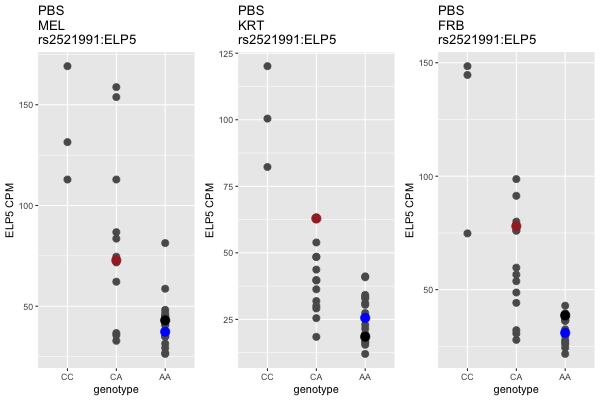 PBS
MEL
rs2521991:ELP5
150
100
50
ELP5 CPM
CC
CA
AA
genotype
PBS
KRT
rs2521991:ELP5
125
100
75
50
25
ELP5 CPM
CC
CA
AA
genotype
PBS
FRB
rs2521991:ELP5
150
100
50
ELP5 CPM
CC
CA
AA
genotype